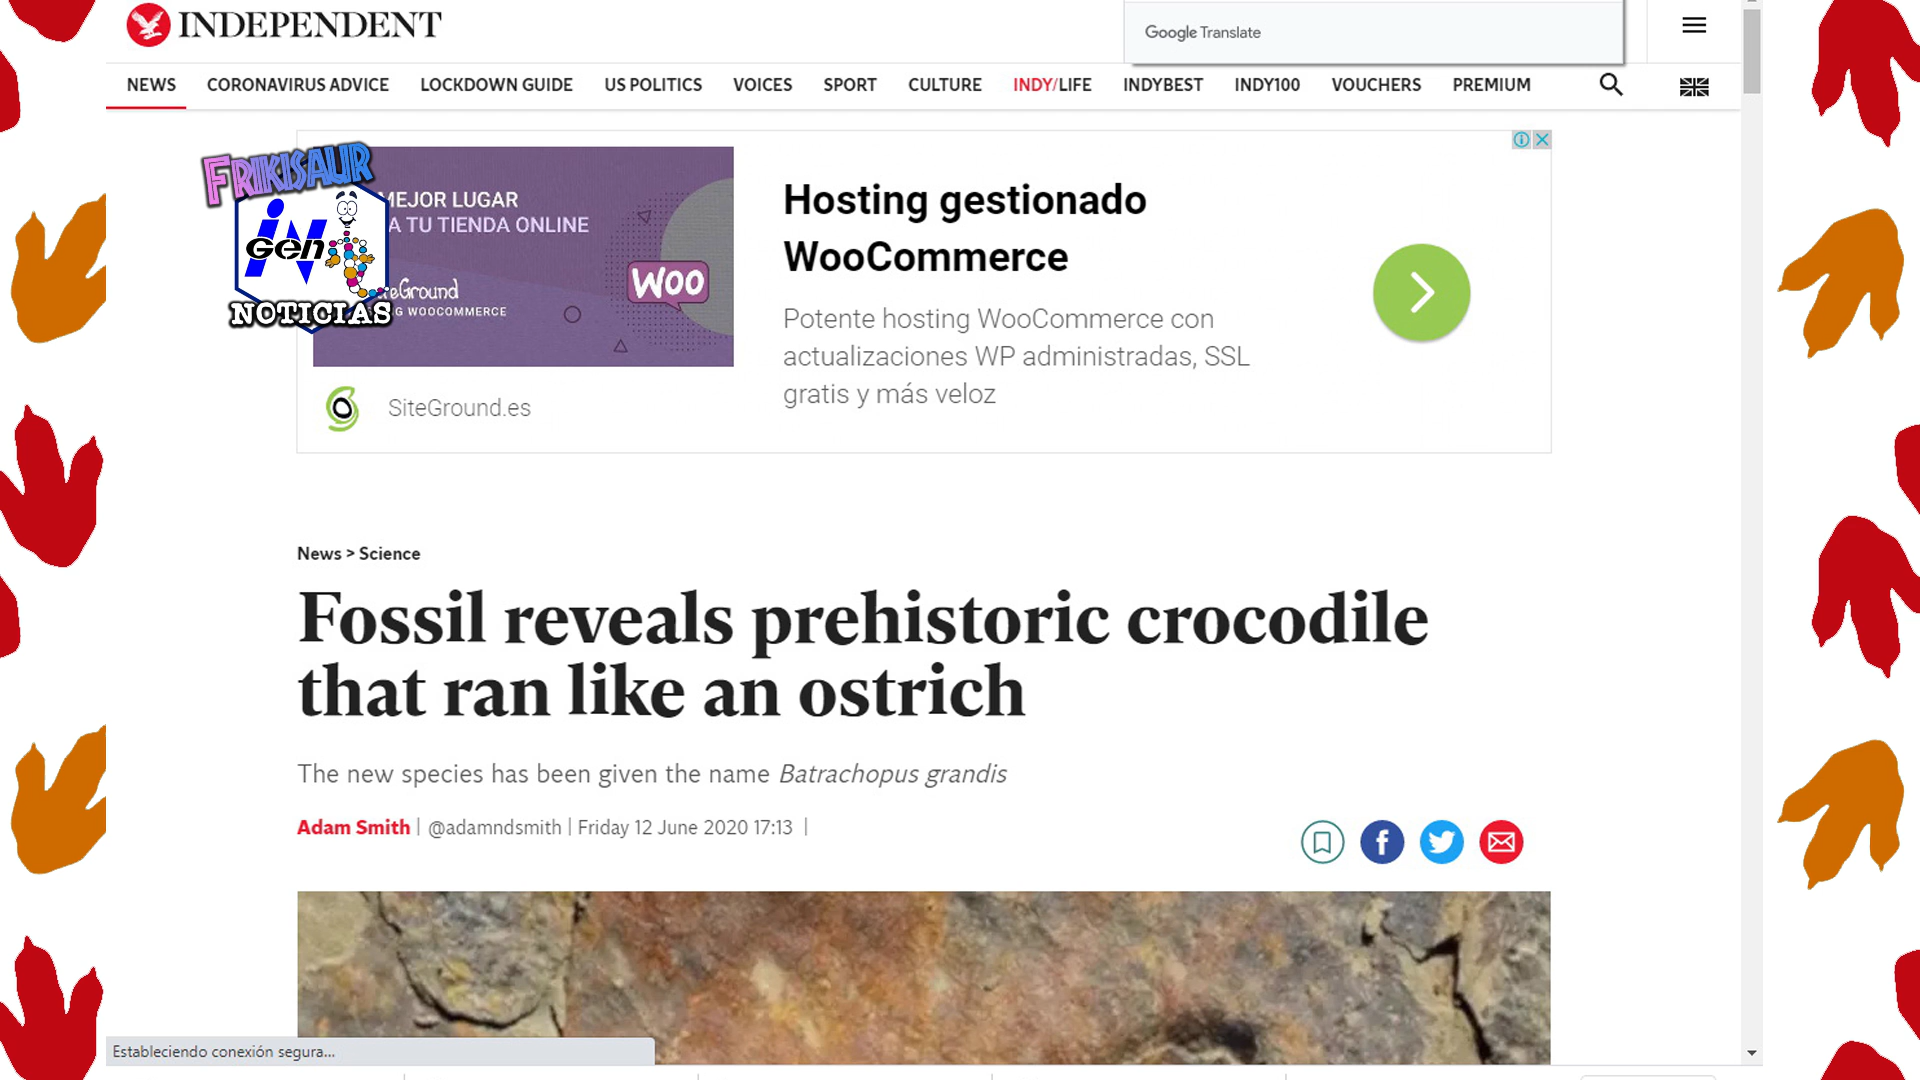 INDEPENDENT
Google Translate
NEWS CORONAVIRUS ADVICE LOCKDOWN GUIDE US POLITICS VOICES SPORT CULTURE INDY/LIFE INDYBEST INDY100 VOUCHERS PREMIUM
FRIKISAUR
InGen
NOTICIAS
MEJOR LUGAR
A TU TIENDA ONLINE
WOO
eGround
G WOOCOMMERCE
Hosting gestionado
WooCommerce
Potente hosting WooCommerce con
actualizaciones WP administradas, SSL
gratis y más veloz
SiteGround.es
News > Science
Fossil reveals prehistoric crocodile
that ran like an ostrich
The new species has been given the name Batrachopus grandis
Adam Smith | @adamndsmith | Friday 12 June 2020 17:13 |
Estableciendo conexión segura...